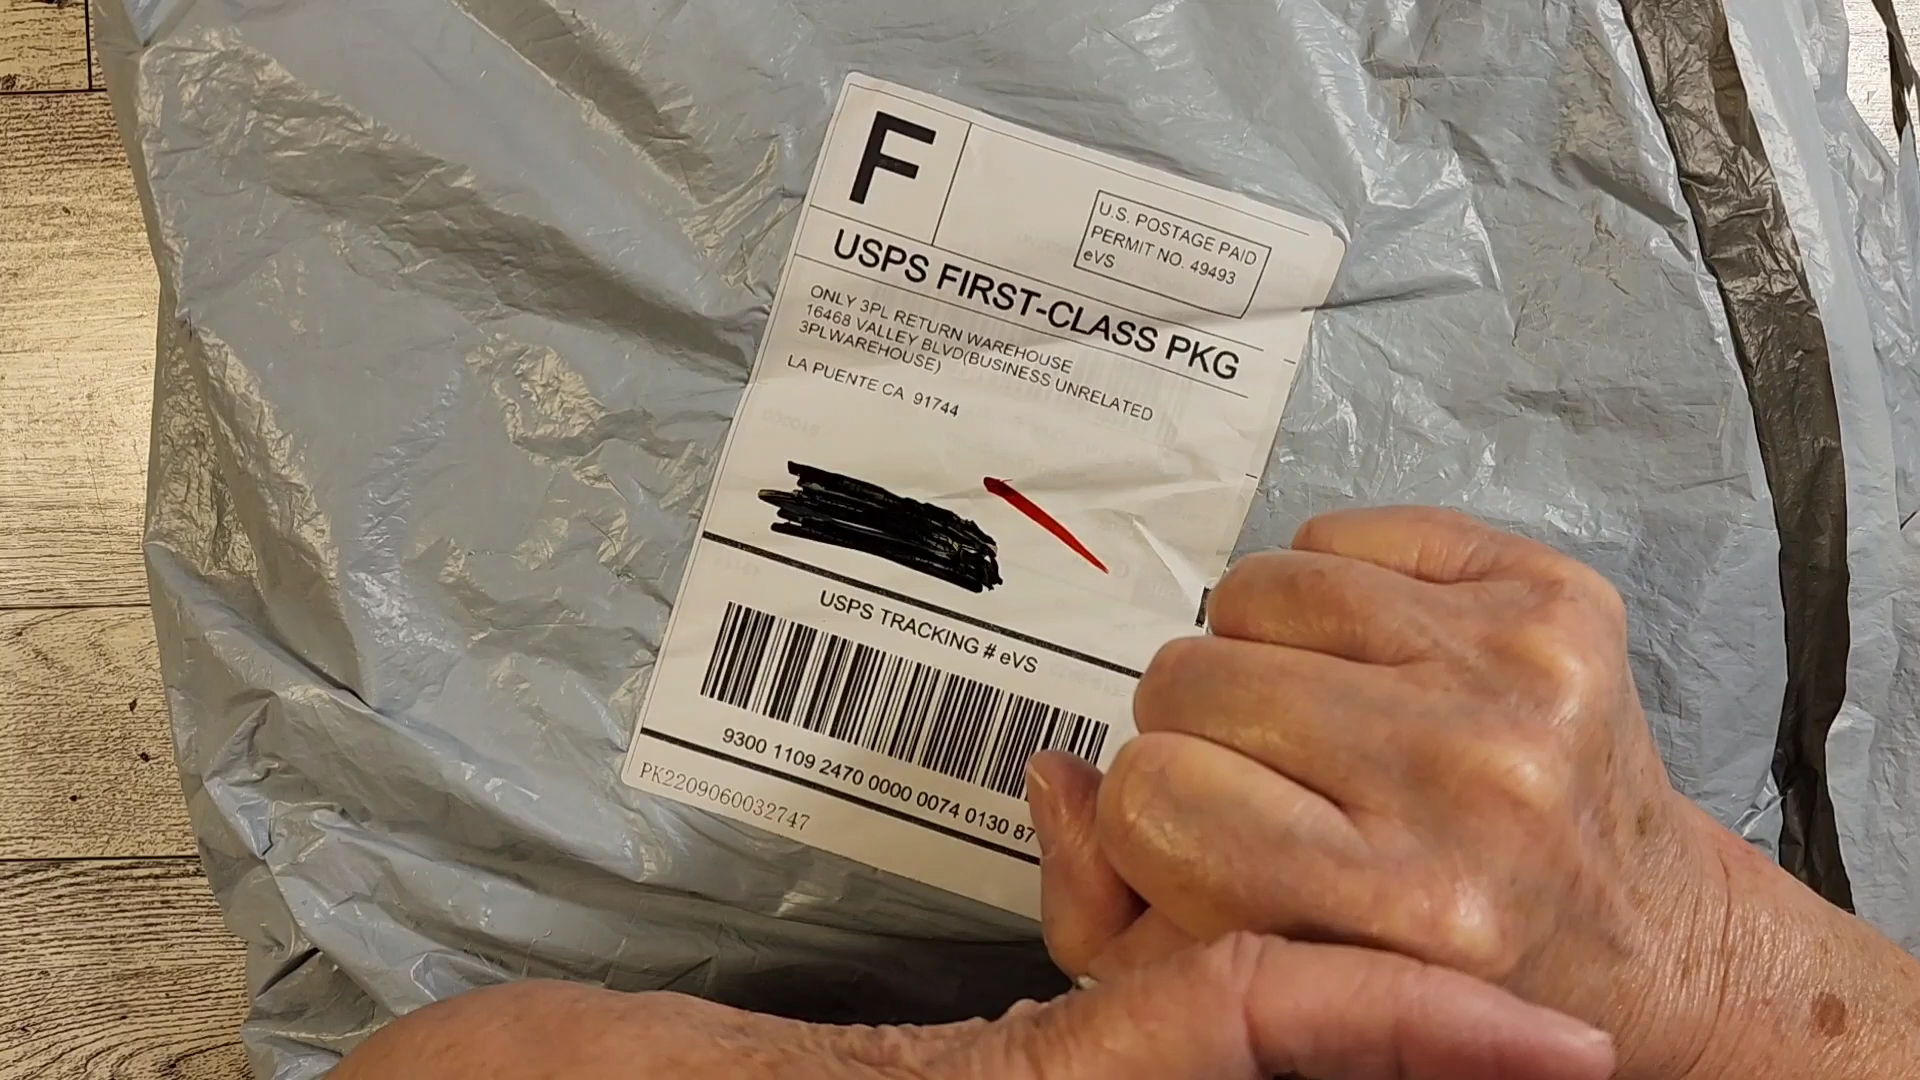 F
U.S. POSTAGE PAID
PERMIT NO. 49493
eVS
USPS FIRST-CLASS PKG
ONLY 3PL RETURN WAREHOUSE
16468 VALLEY BLVD(BUSINESS UNRELATED
3PLWAREHOUSE)
LA PUENTE CA 91744
USPS TRACKING # eVS
9300 1109 2470 0000 0074 0130 87
PK2209060032747